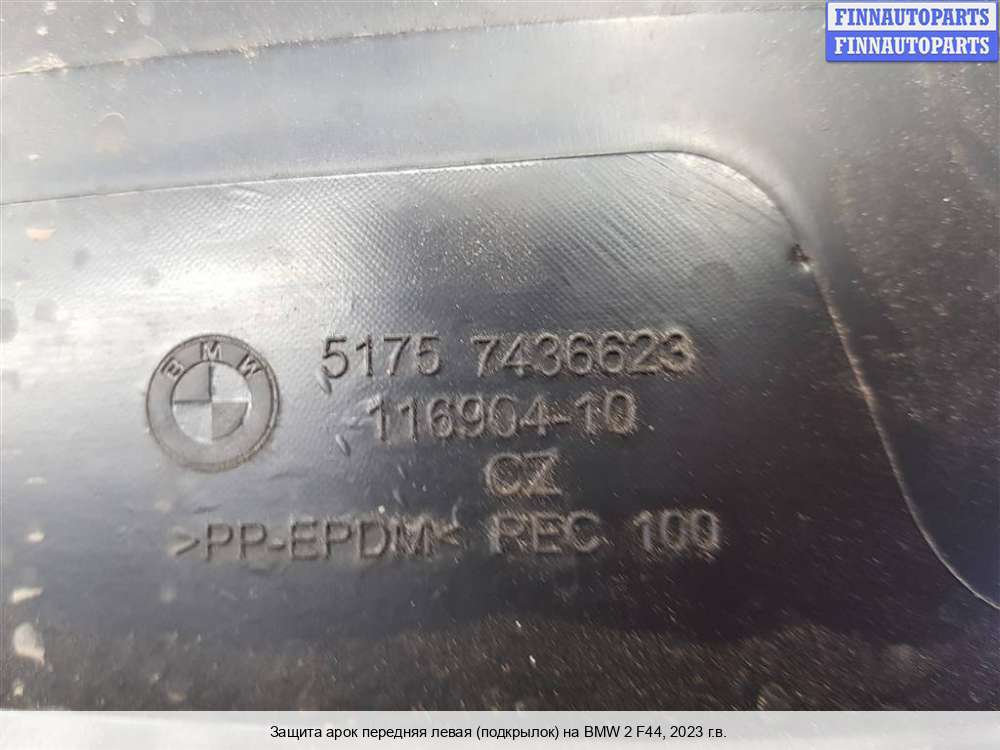 FINNAUTOPARTS
FINNAUTOPARTS
BMW
5175 7436623
116904-10
CZ
>PP-EPDM< REC 100
Защита арок передняя левая (подкрылок) на BMW 2 F44, 2023 г.в.